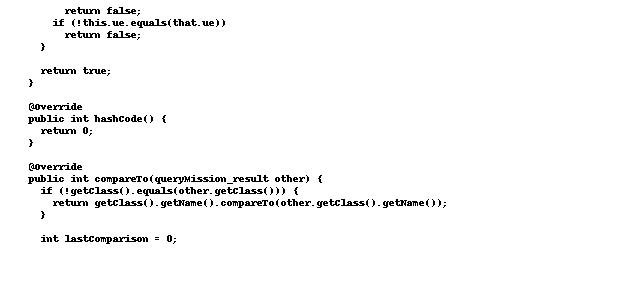 return false;
if (!this.ue.equals(that.ue))
return false;
}
return true;
}
@Override
public int hashCode() {
return 0;
}
@Override
public int compareTo(queryMission_result other) {
if (!getClass().equals(other.getClass())) {
return getClass().getName().compareTo(other.getClass().getName());
}
int lastComparison = 0;